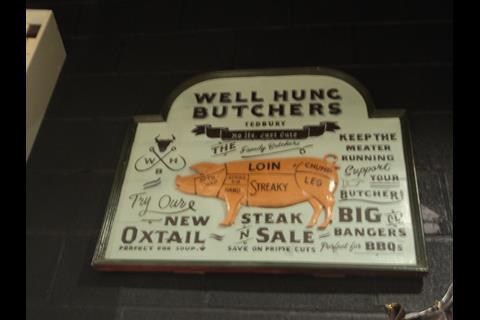 WELL HUNG
BUTCHERS
TEDBURY
No Ifs. Just Cuts
THE Family Butchers
W H
B
LOIN
CHUMP
HAND
STREAKY
LEG
KEEP THE
MEATER
RUNNING
Support
YOUR
BUTCHER!
Try Our
NEW
OXTAIL
PERFECT FOR SOUP
STEAK
'N
SALE
SAVE ON PRIME CUTS
BIG
BANGERS
Perfect for BBQs